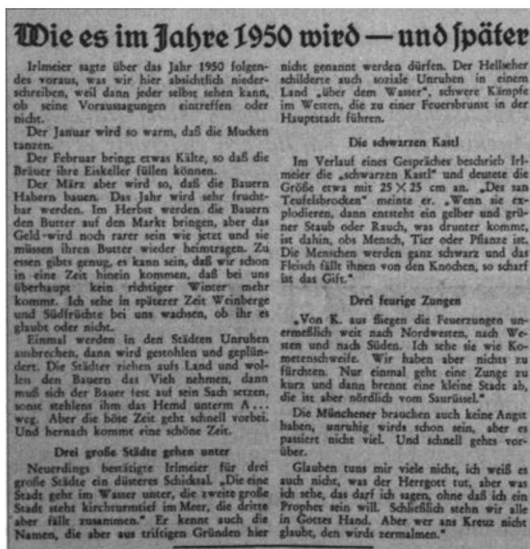 Wie es im Jahre 1950 wird — und später
Irlmeier sagte über das Jahr 1950 folgen-
des voraus, was wir hier absichtlich nieder-
schreiben, weil dann jeder selbst sehen kann,
ob seine Voraussagungen eintreffen oder
nicht.
Der Januar wird so warm, daß die Mucken
tanzen.
Der Februar bringt etwas Kälte, so daß die
Bräuer ihre Eiskeller füllen können.
Der März aber wird so, daß die Bauern
Habern bauen. Das Jahr wird sehr frucht-
bar werden. Im Herbst werden die Bauern
den Butter auf den Markt bringen, aber das
Geld wird noch rarer sein wie jetzt und sie
müssen ihren Butter wieder heimtragen. Zu
essen gibts genug, es kann sein, daß wir schon
in eine Zeit hinein kommen, daß bei uns
überhaupt kein richtiger Winter mehr
kommt. Ich sehe in späterer Zeit Weinberge
und Südfrüchte bei uns wachsen, ob ihr es
glaubt oder nicht.
Einmal werden in den Städten Unruhen
ausbrechen, dann wird gestohlen und geplün-
dert. Die Städter ziehen aufs Land und wol-
len den Bauern das Vieh nehmen, dann
muß sich der Bauer fest auf sein Sach setzen,
sonst stehlens ihm das Hemd unterm A...
weg. Aber die böse Zeit geht schnell vorbei.
Und hernach kommt eine schöne Zeit.
Drei große Städte gehen unter
Neuerdings bestätigte Irlmeier für drei
große Städte ein düsteres Schicksal. „Die eine
Stadt geht im Wasser unter, die zweite große
Stadt steht kirchturmtief im Meer, die dritte
aber fällt zusammen." Er kennt auch die
Namen, die aber aus triftigen Gründen hier
nicht genannt werden dürfen. Der Hellseher
schilderte auch soziale Unruhen in einem
Land „über dem Wasser", schwere Kämpfe
im Westen, die zu einer Feuersbrunst in der
Hauptstadt führen.
Die schwarzen Kastl
Im Verlauf eines Gespräches beschrieb Irl-
meier die „schwarzen Kastl" und deutete die
Größe etwa mit 25×25 cm an. „Des san
Teufelsbrocken" meinte er. „Wenn sie ex-
plodieren, dann entsteht ein gelber und grü-
ner Staub oder Rauch, was drunter kommt,
ist dahin, obs Mensch, Tier oder Pflanze ist.
Die Menschen werden ganz schwarz und das
Fleisch fällt ihnen von den Knochen, so scharf
ist das Gift."
Drei feurige Zungen
„Von K. aus fliegen die Feuerzungen un-
ermeßlich weit nach Nordwesten, nach We-
sten und nach Süden. Ich sehe sie wie Ko-
metenschweife. Wir haben aber nichts zu
fürchten. Nur einmal geht eine Zunge zu
kurz und dann brennt eine kleine Stadt ab,
die ist aber nördlich vom Saurüssel."
Die Münchener brauchen auch keine Angst
haben, unruhig wirds schon sein, aber es
passiert nicht viel. Und schnell gehts vor-
über.
Glauben tuns mir viele nicht, ich weiß es
auch nicht, was der Herrgott tut, aber was
ich sehe, das darf ich sagen, ohne daß ich ein
Prophet sein will. Schließlich stehn wir alle
in Gottes Hand. Aber wer ans Kreuz nicht
glaubt, den wirds zermalmen."